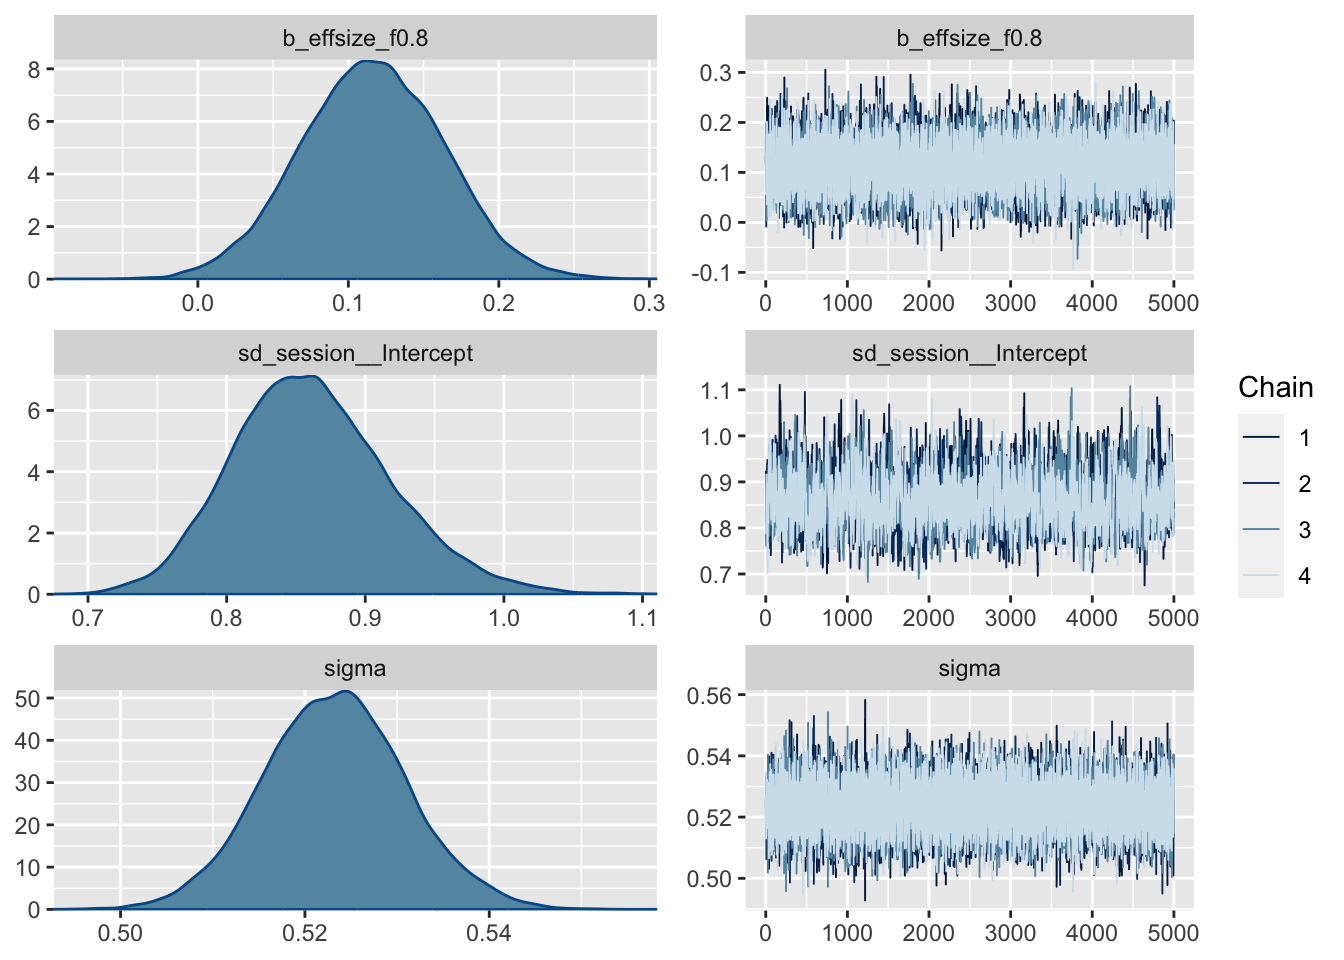 b_effsize_f0.8
8
6
4
2
0
0.0 0.1 0.2 0.3
b_effsize_f0.8
0.3
0.2
0.1
0.0
-0.1
0 1000 2000 3000 4000 5000
sd_session__Intercept
6
4
2
0
0.7 0.8 0.9 1.0 1.1
sd_session__Intercept
1.1
1.0
0.9
0.8
0.7
0 1000 2000 3000 4000 5000
sigma
50
40
30
20
10
0
0.50 0.52 0.54
sigma
0.56
0.54
0.52
0.50
0 1000 2000 3000 4000 5000
Chain
1
2
3
4